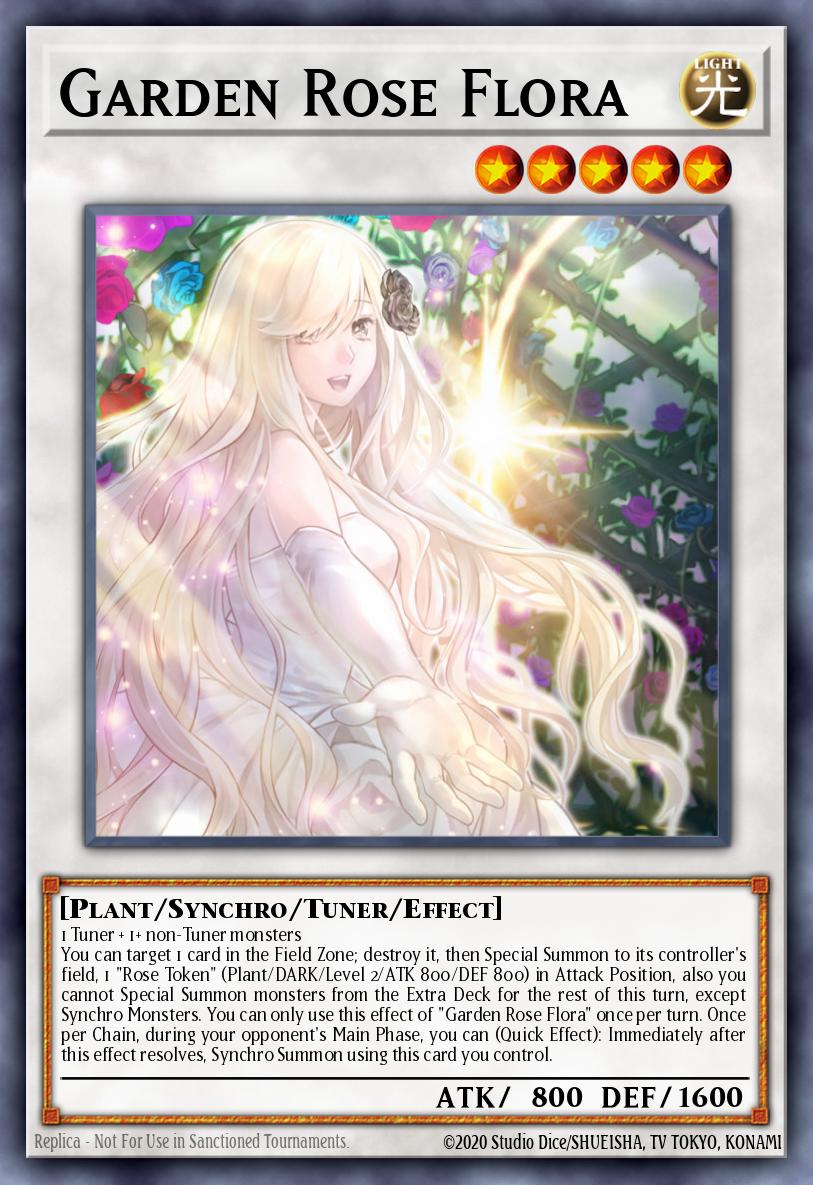 Garden Rose Flora
LIGHT
光
[Plant/Synchro/Tuner/Effect]
1 Tuner + 1+ non-Tuner monsters
You can target 1 card in the Field Zone; destroy it, then Special Summon to its controller's
field, 1 "Rose Token" (Plant/DARK/Level 2/ATK 800/DEF 800) in Attack Position, also you
cannot Special Summon monsters from the Extra Deck for the rest of this turn, except
Synchro Monsters. You can only use this effect of "Garden Rose Flora" once per turn. Once
per Chain, during your opponent's Main Phase, you can (Quick Effect): Immediately after
this effect resolves, Synchro Summon using this card you control.
ATK/ 800 DEF/1600
Replica - Not For Use in Sanctioned Tournaments. ©2020 Studio Dice/SHUEISHA, TV TOKYO, KONAMI